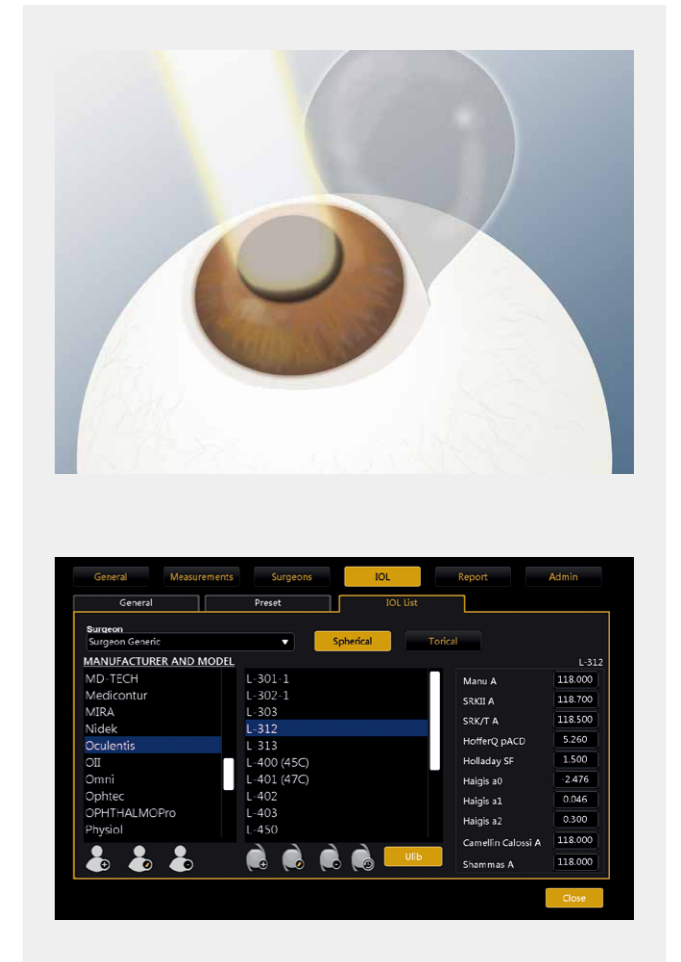 General Measurements Surgeons IOL Report Admin
General Preset IOL List
Surgeon
Surgeon Generic Spherical Torical
MANUFACTURER AND MODEL L-312
MD-TECH L-301-1 Manu A 118.000
Medicontur L-302-1 SRKII A 118.700
MIRA L-303 SRK/T A 118.500
Nidek L-312 HofferQ pACD 5.260
Oculentis L-313 Holladay SF 1.500
OII L-400 (45C) Haigis a0 -2.476
Omni L-401 (47C) Haigis a1 0.046
Ophtec L-402 Haigis a2 0.300
OPHTHALMOPro L-403 Camellin Calossi A 118.000
Physiol L-450 Shammas A 118.000
Ulib
Close